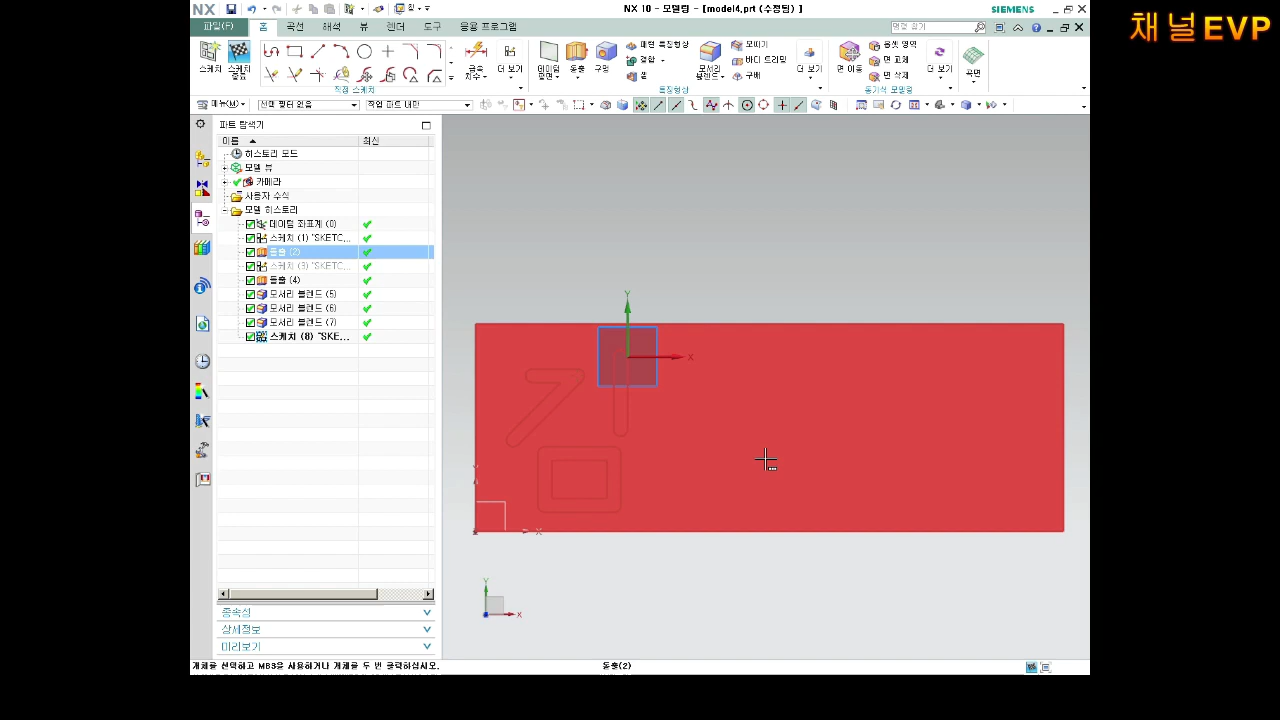 채널EVP
NX
창
NX 10 - 모델링 - [model4.prt (수정됨) ]
SIEMENS
파일(F)
홈
곡선
해석
뷰
렌더
도구
응용 프로그램
명령 찾기
스케치
스케치 종료
더 보기
직접 스케치
데이텀 평면
돌출
구멍
패턴 특징형상
결합
쉘
모서리 블렌드
모따기
바디 트리밍
구배
더 보기
특징형상
면 이동
옵셋 영역
면 교체
면 삭제
더 보기
동기식 모델링
곡면
메뉴(M)
선택 필터 없음
작업 파트 내만
파트 탐색기
이름
최신
히스토리 모드
모델 뷰
카메라
사용자 수식
모델 히스토리
데이텀 좌표계 (0)
스케치 (1) "SKETC...
돌출 (2)
스케치 (3) "SKETC...
돌출 (4)
모서리 블렌드 (5)
모서리 블렌드 (6)
모서리 블렌드 (7)
스케치 (8) "SKE...
종속성
상세정보
미리보기
Y
X
김
Y
X
Y
X
개체를 선택하고 MB3을 사용하거나 개체를 두 번 클릭하십시오.
돌출(2)